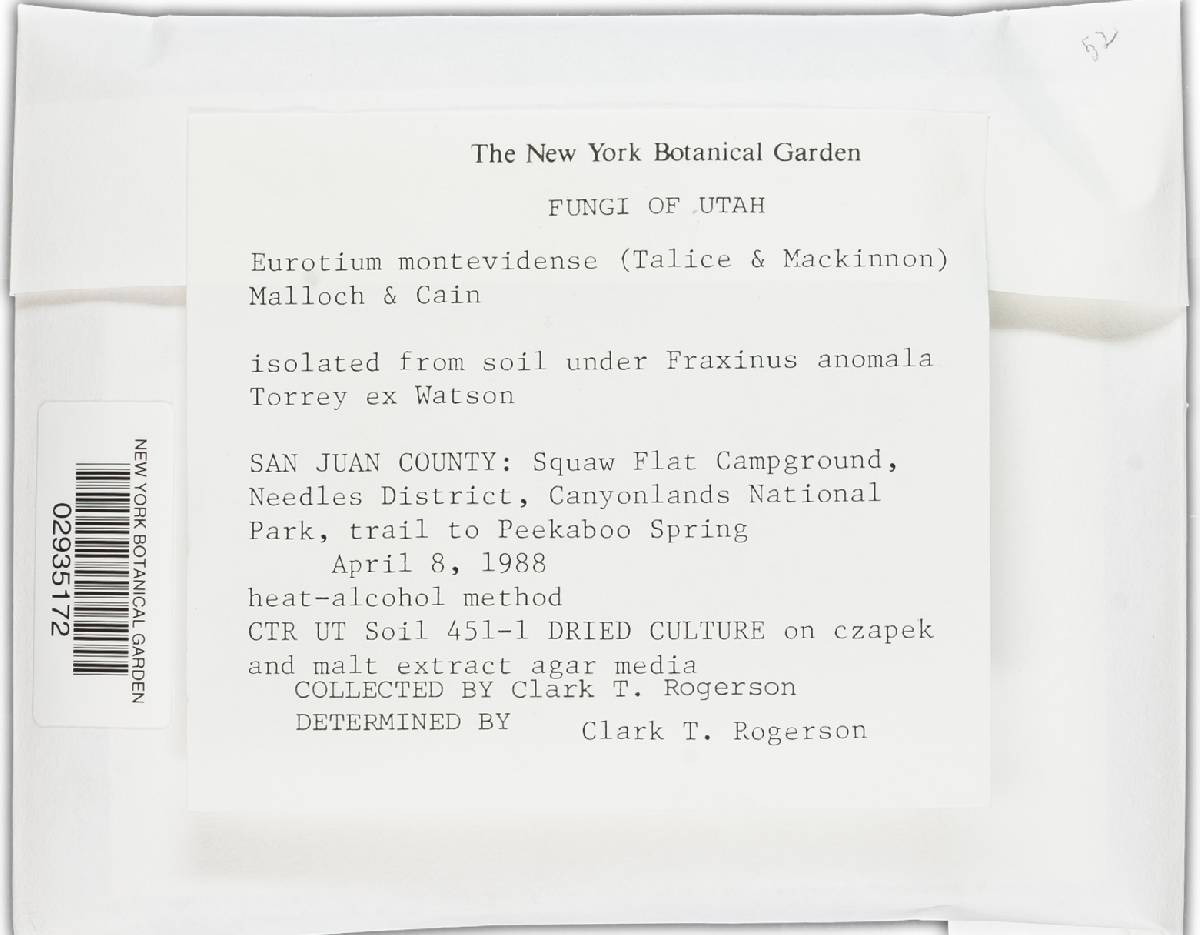 52
The New York Botanical Garden
FUNGI OF UTAH
Eurotium montevidense (Talice & Mackinnon)
Malloch & Cain
isolated from soil under Fraxinus anomala
Torrey ex Watson
SAN JUAN COUNTY: Squaw Flat Campground,
Needles District, Canyonlands National
Park, trail to Peekaboo Spring
April 8, 1988
heat-alcohol method
CTR UT Soil 451-1 DRIED CULTURE on czapek
and malt extract agar media
COLLECTED BY Clark T. Rogerson
DETERMINED BY Clark T. Rogerson
NEW YORK BOTANICAL GARDEN
02935172